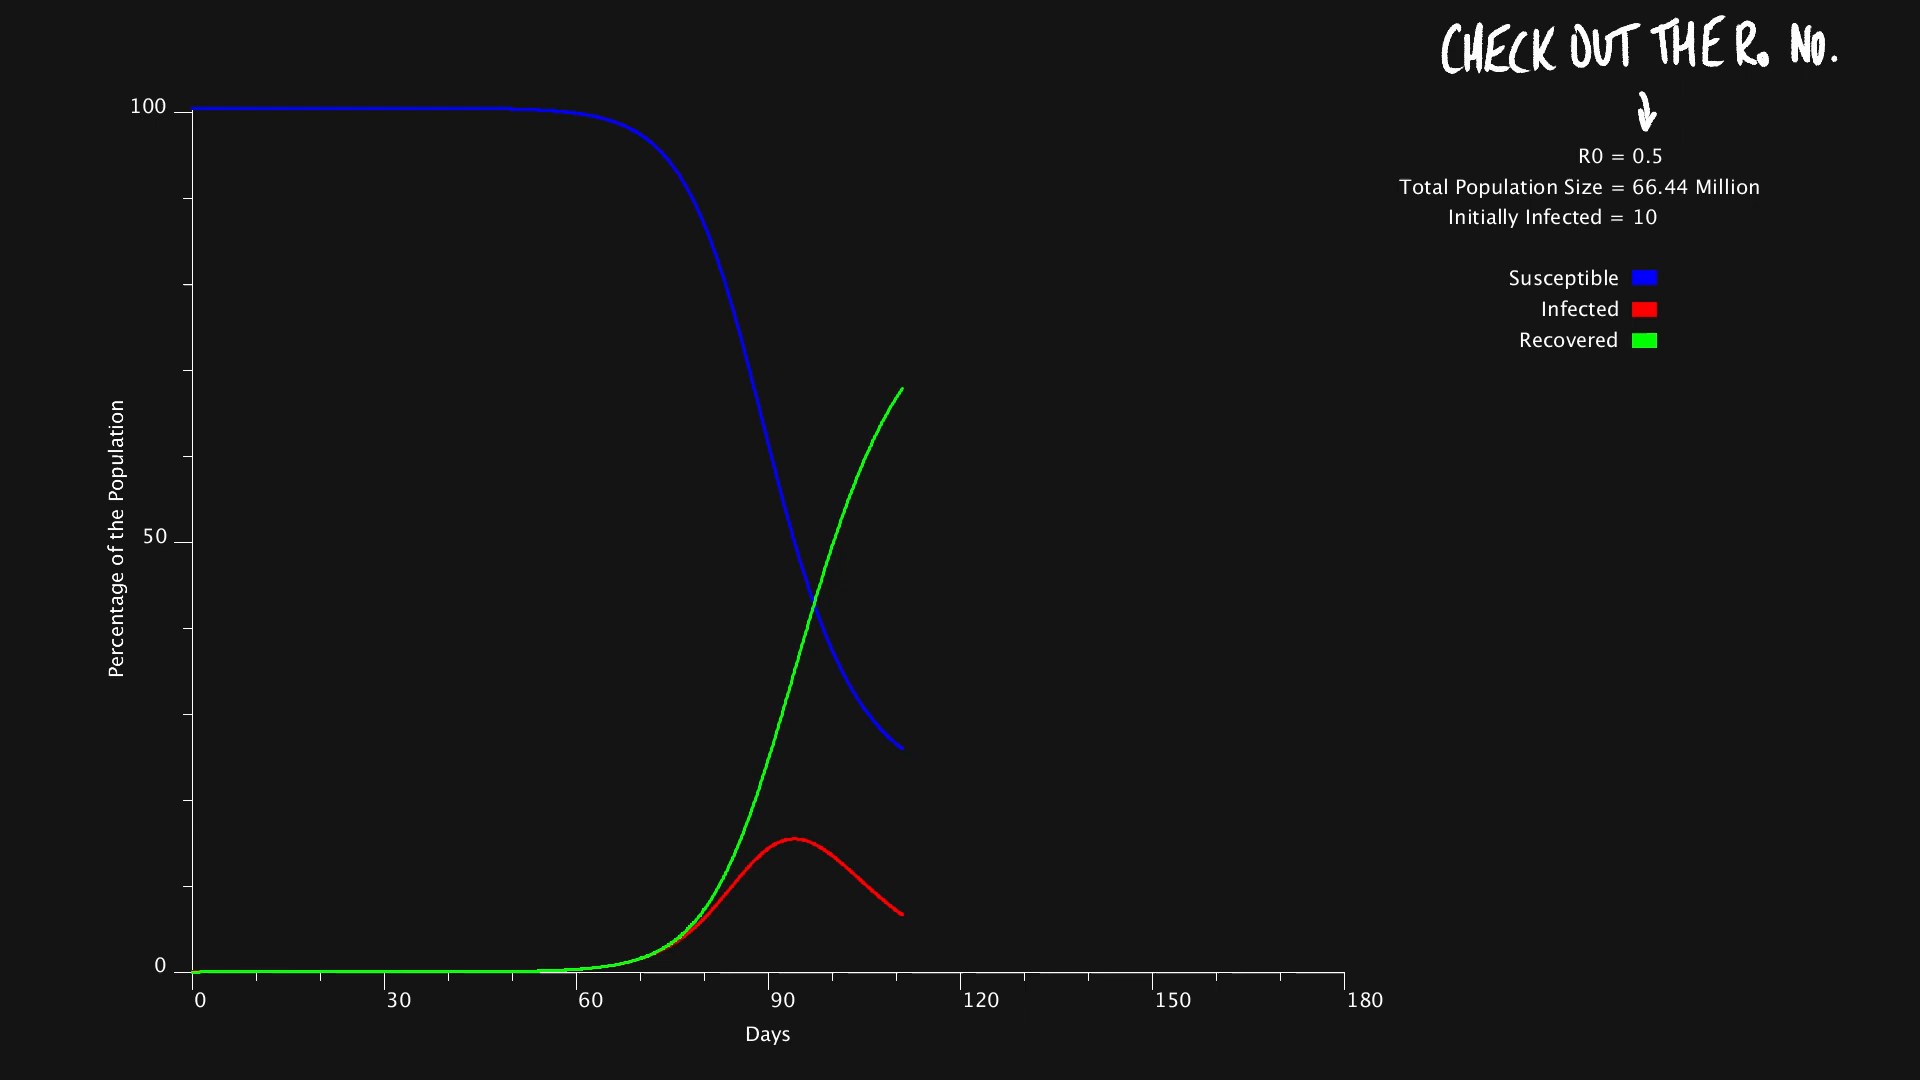 CHECK OUT THE R. NO.
R0 = 0.5
Total Population Size = 66.44 Million
Initially Infected = 10
Susceptible
Infected
Recovered
100
50
0
Percentage of the Population
0 30 60 90 120 150 180
Days